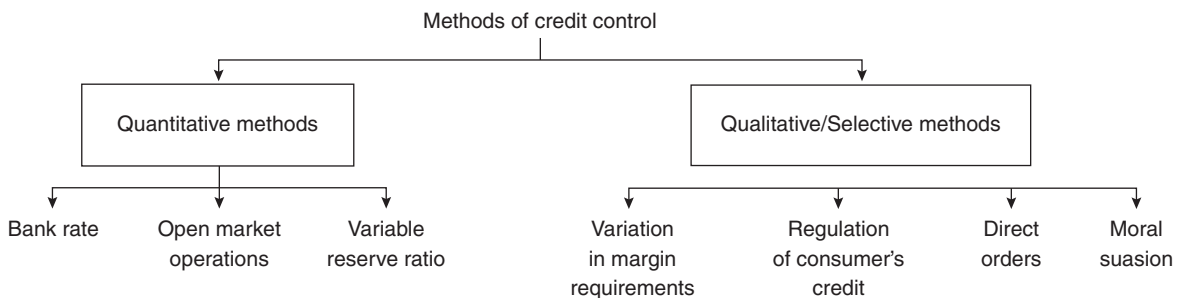 Methods of credit control
Quantitative methods
Qualitative/Selective methods
Bank rate
Open market
operations
Variable
reserve ratio
Variation
in margin
requirements
Regulation
of consumer's
credit
Direct
orders
Moral
suasion